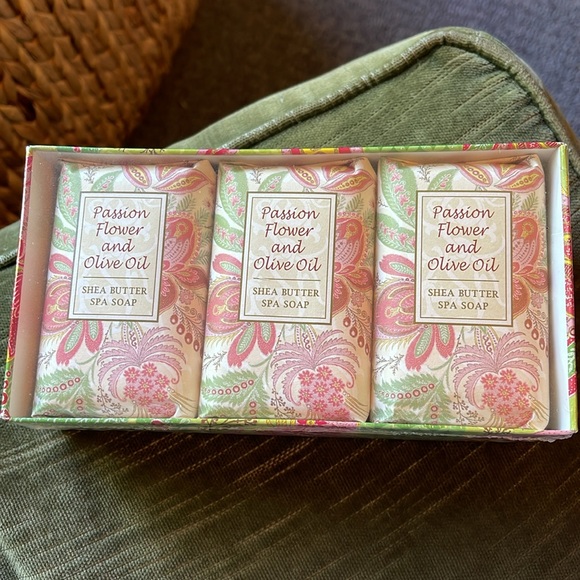 Passion
Flower
and
Olive Oil
SHEA BUTTER
SPA SOAP
Passion
Flower
and
Olive Oil
SHEA BUTTER
SPA SOAP
Passion
Flower
and
Olive Oil
SHEA BUTTER
SPA SOAP